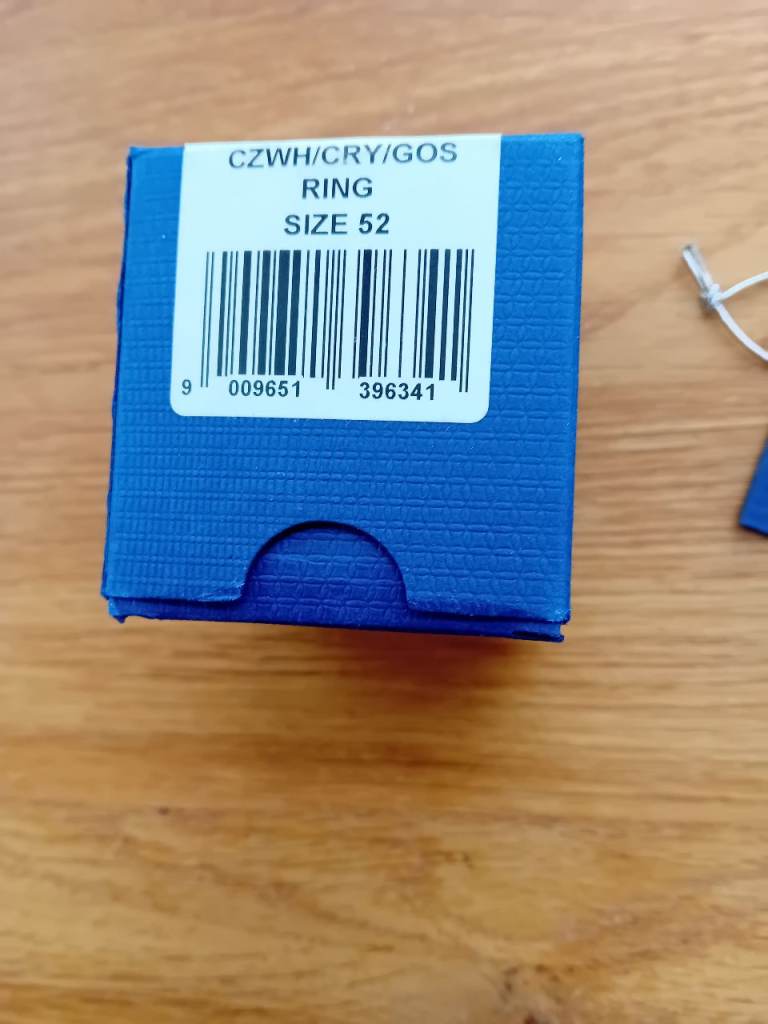 CZWH/CRY/GOS
RING
SIZE 52
9 009651 396341